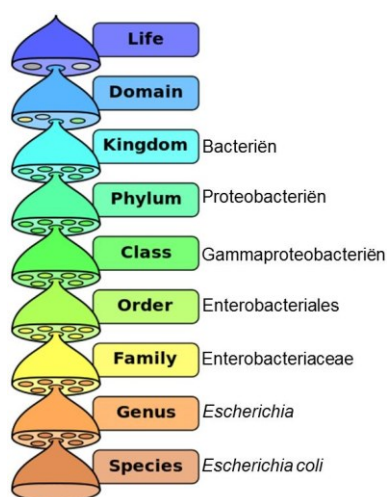 Life
Domain
Kingdom Bacteriën
Phylum Proteobacteriën
Class Gammaproteobacteriën
Order Enterobacteriales
Family Enterobacteriaceae
Genus Escherichia
Species Escherichia coli